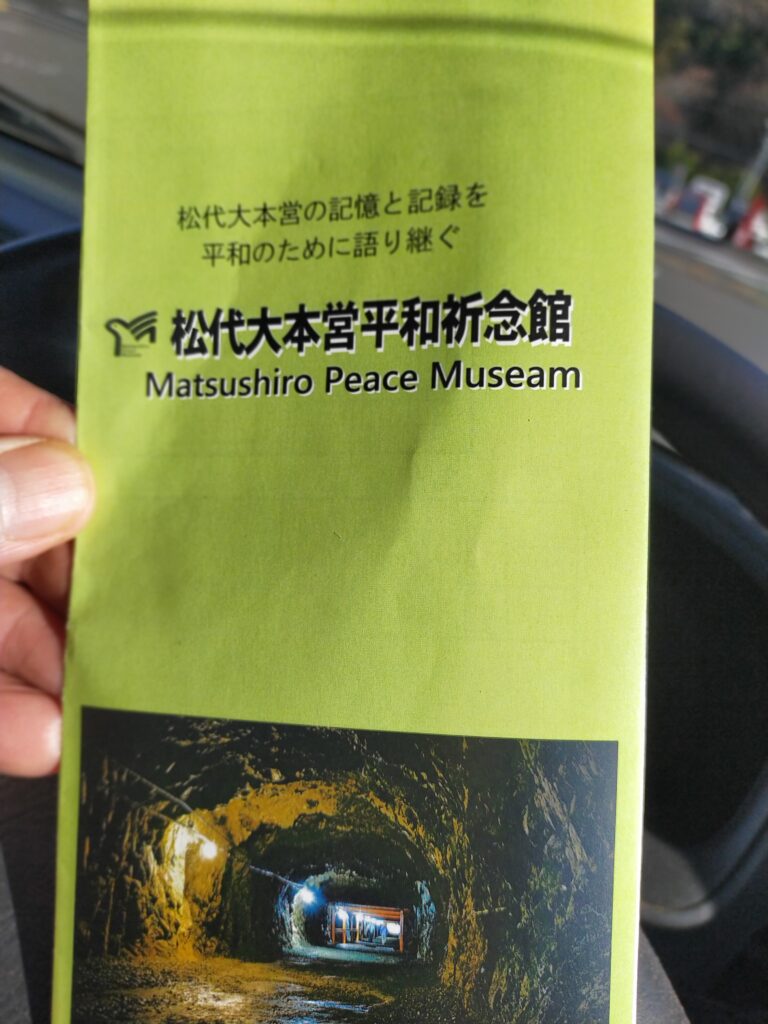 松代大本営の記憶と記録を
平和のために語り継ぐ
松代大本営平和祈念館
Matsushiro Peace Museam